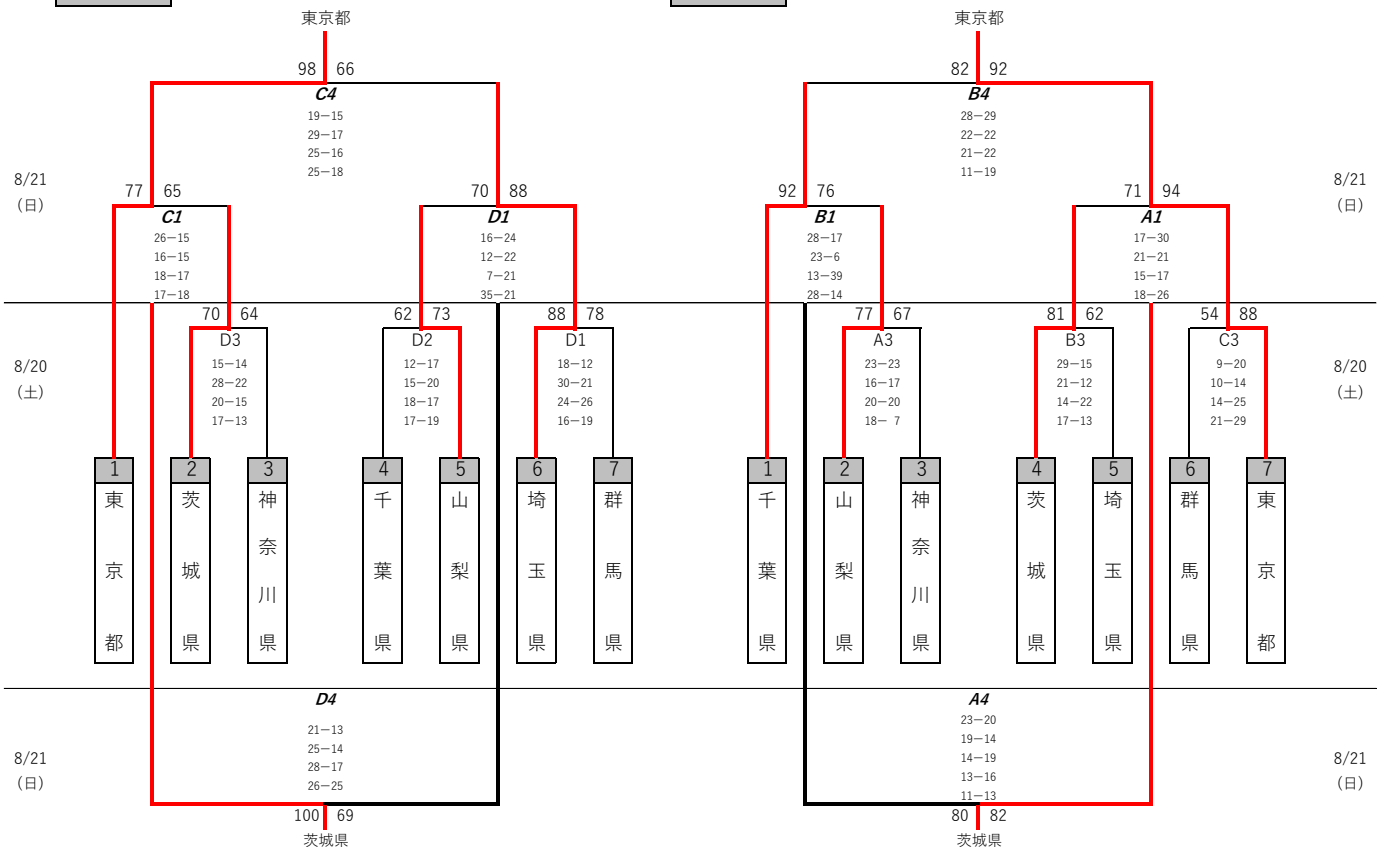 東京都 東京都
98 66 82 92
C4 B4
19－15 28－29
29－17 22－22
25－16 21－22
25－18 11－19
8/21 8/21
（日） （日）
77 65 70 88 92 76 71 94
C1 D1 B1 A1
26－15 16－24 28－17 17－30
16－15 12－22 23－6 21－21
18－17 7－21 13－39 15－17
17－18 35－21 28－14 18－26
70 64 62 73 88 78 77 67 81 62 54 88
D3 D2 D1 A3 B3 C3
8/20 8/20
（土） （土）
15－14 12－17 18－12 23－23 29－15 9－20
28－22 15－20 30－21 16－17 21－12 10－14
20－15 18－17 24－26 20－20 14－22 14－25
17－13 17－19 16－19 18－ 7 17－13 21－29
1 2 3 4 5 6 7 1 2 3 4 5 6 7
東京都 茨城県 神奈川県 千葉県 山梨県 埼玉県 群馬県 千葉県 山梨県 神奈川県 茨城県 埼玉県 群馬県 東京都
D4 A4
21－13 23－20
25－14 19－14
28－17 14－19
26－25 13－16
11－13
8/21 8/21
（日） （日）
100 69 80 82
茨城県 茨城県